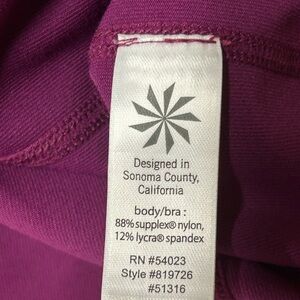 Designed in
Sonoma County,
California
body/bra :
88% supplex® nylon,
12% lycra® spandex
RN #54023
Style #819726
#51316